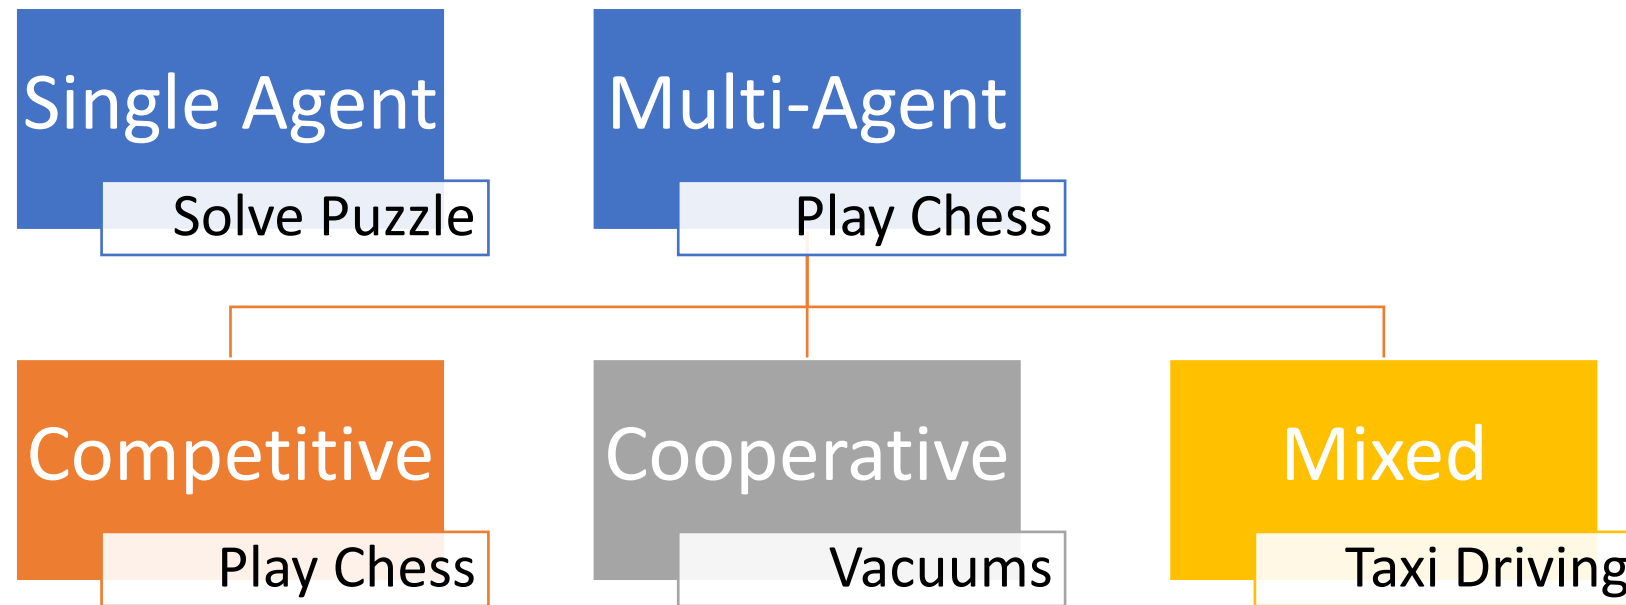 Single Agent
Solve Puzzle
Multi-Agent
Play Chess
Competitive
Play Chess
Cooperative
Vacuums
Mixed
Taxi Driving